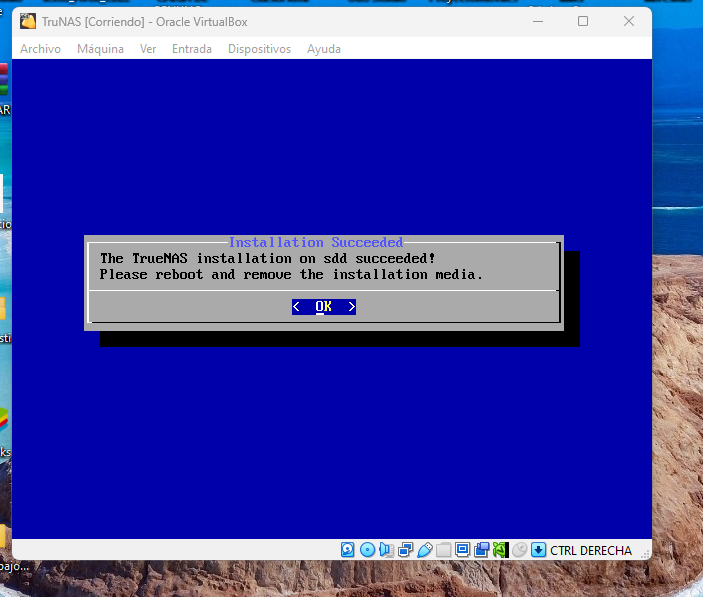 TruNAS [Corriendo] - Oracle VirtualBox
Archivo Máquina Ver Entrada Dispositivos Ayuda
Installation Succeeded
The TrueNAS installation on sdd succeeded!
Please reboot and remove the installation media.
< OK >
CTRL DERECHA